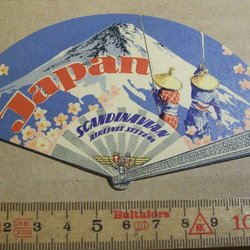 Japan
SCANDINAVIAN
AIRLINES SYSTEM
Hultafors
1 2 3 4 5 6 7 8 9 10